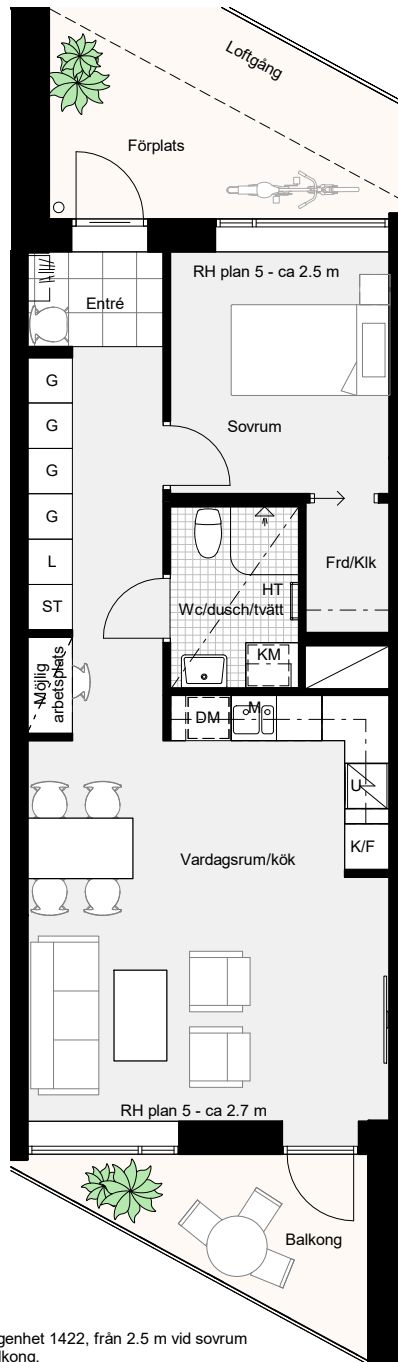 Loftgång
Förplats
RH plan 5 - ca 2.5 m
Entré
G
G
Sovrum
G
G
L
Frd/Klk
HT
ST
Wc/dusch/tvätt
KM
Möjlig
arbetsplats
M
DM
U
K/F
Vardagsrum/kök
RH plan 5 - ca 2.7 m
Balkong
genhet 1422, från 2.5 m vid sovrum
lkong.